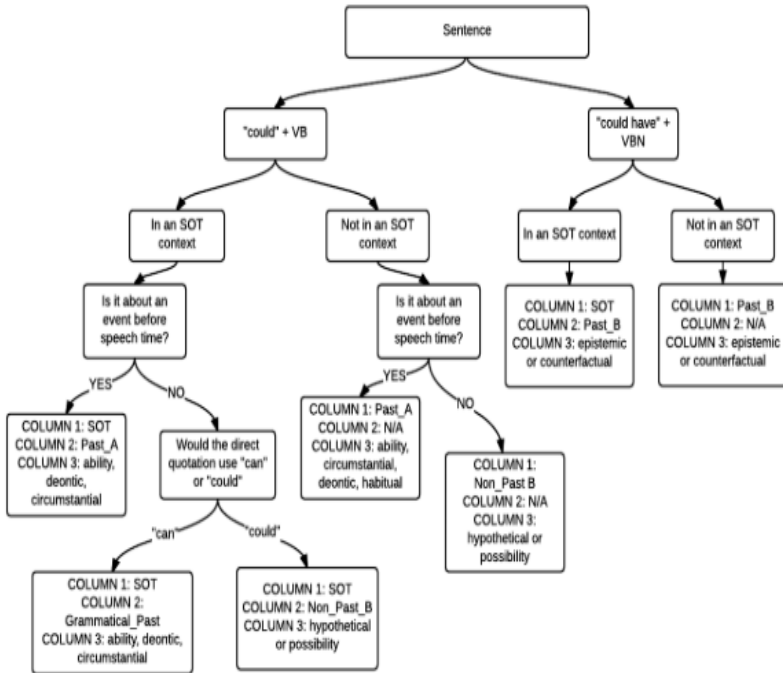 Sentence
"could" + VB
"could have" +
VBN
In an SOT
context
Not in an SOT
context
In an SOT context
Not in an SOT
context
Is it about an
event before
speech time?
Is it about an
event before
speech time?
COLUMN 1: SOT
COLUMN 2: Past_B
COLUMN 3: epistemic
or counterfactual
COLUMN 1: Past_B
COLUMN 2: N/A
COLUMN 3: epistemic
or counterfactual
YES
NO
YES
NO
COLUMN 1: SOT
COLUMN 2: Past_A
COLUMN 3: ability,
deontic,
circumstantial
Would the direct
quotation use "can"
or "could"
COLUMN 1: Past_A
COLUMN 2: N/A
COLUMN 3: ability,
circumstantial,
deontic, habitual
COLUMN 1:
Non_Past B
COLUMN 2: N/A
COLUMN 3:
hypothetical or
possibility
"can"
"could"
COLUMN 1: SOT
COLUMN 2:
Grammatical_Past
COLUMN 3: ability, deontic,
circumstantial
COLUMN 1: SOT
COLUMN 2: Non_Past_B
COLUMN 3: hypothetical
or possibility